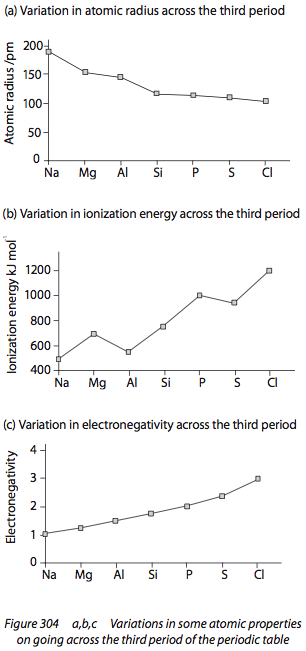 (a) Variation in atomic radius across the third period
Atomic radius /pm
200
150
100
50
0
Na Mg Al Si P S Cl
(b) Variation in ionization energy across the third period
Ionization energy kJ mol-1
1200
1000
800
600
400
Na Mg Al Si P S Cl
(c) Variation in electronegativity across the third period
Electronegativity
4
3
2
1
0
Na Mg Al Si P S Cl
Figure 304 a,b,c Variations in some atomic properties
on going across the third period of the periodic table